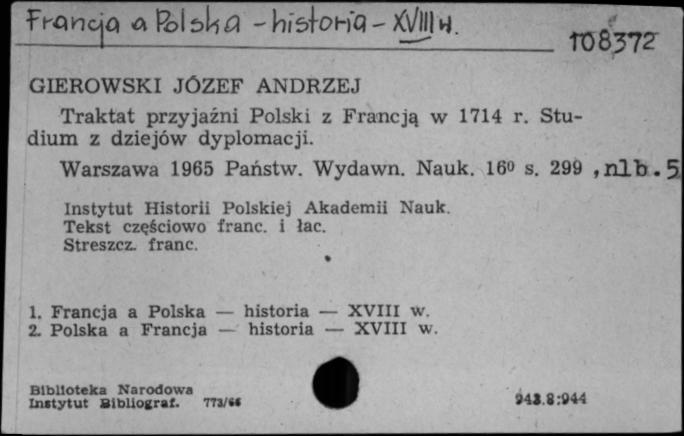 Francja a Polska - historia - XVIII w.
108372
GIEROWSKI JÓZEF ANDRZEJ
Traktat przyjaźni Polski z Francją w 1714 r. Stu-
dium z dziejów dyplomacji.
Warszawa 1965 Państw. Wydawn. Nauk. 16º s. 299 , nlb. 5
Instytut Historii Polskiej Akademii Nauk.
Tekst częściowo franc. i łac.
Streszcz. franc.
1. Francja a Polska — historia — XVIII w.
2. Polska a Francja — historia — XVIII w.
Biblioteka Narodowa
Instytut Bibliograf. 773/66
943.8:944